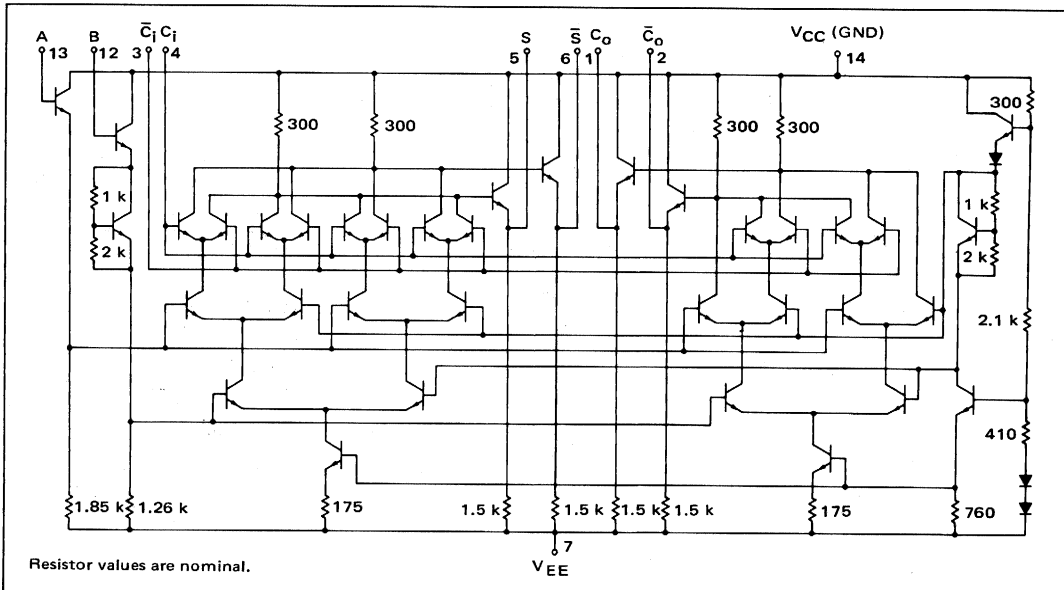 A B C̄i Ci S S̄ Co C̄o VCC (GND)
13 12 3 4 5 6 1 2 14
300 300 300 300 300
1 k 1 k
2 k 2 k
2.1 k
410
1.85 k 1.26 k 175 1.5 k 1.5 k 1.5 k 1.5 k 175 760
7
Resistor values are nominal.
VEE